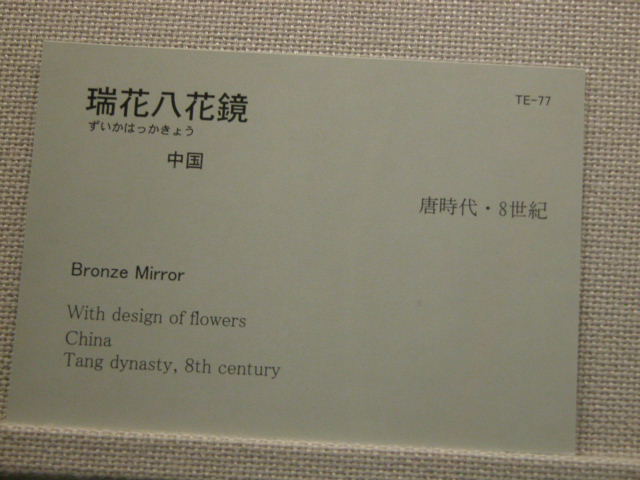 TE-77
瑞花八花鏡
ずいかはっかきょう
中国
唐時代・8世紀
Bronze Mirror
With design of flowers
China
Tang dynasty, 8th century